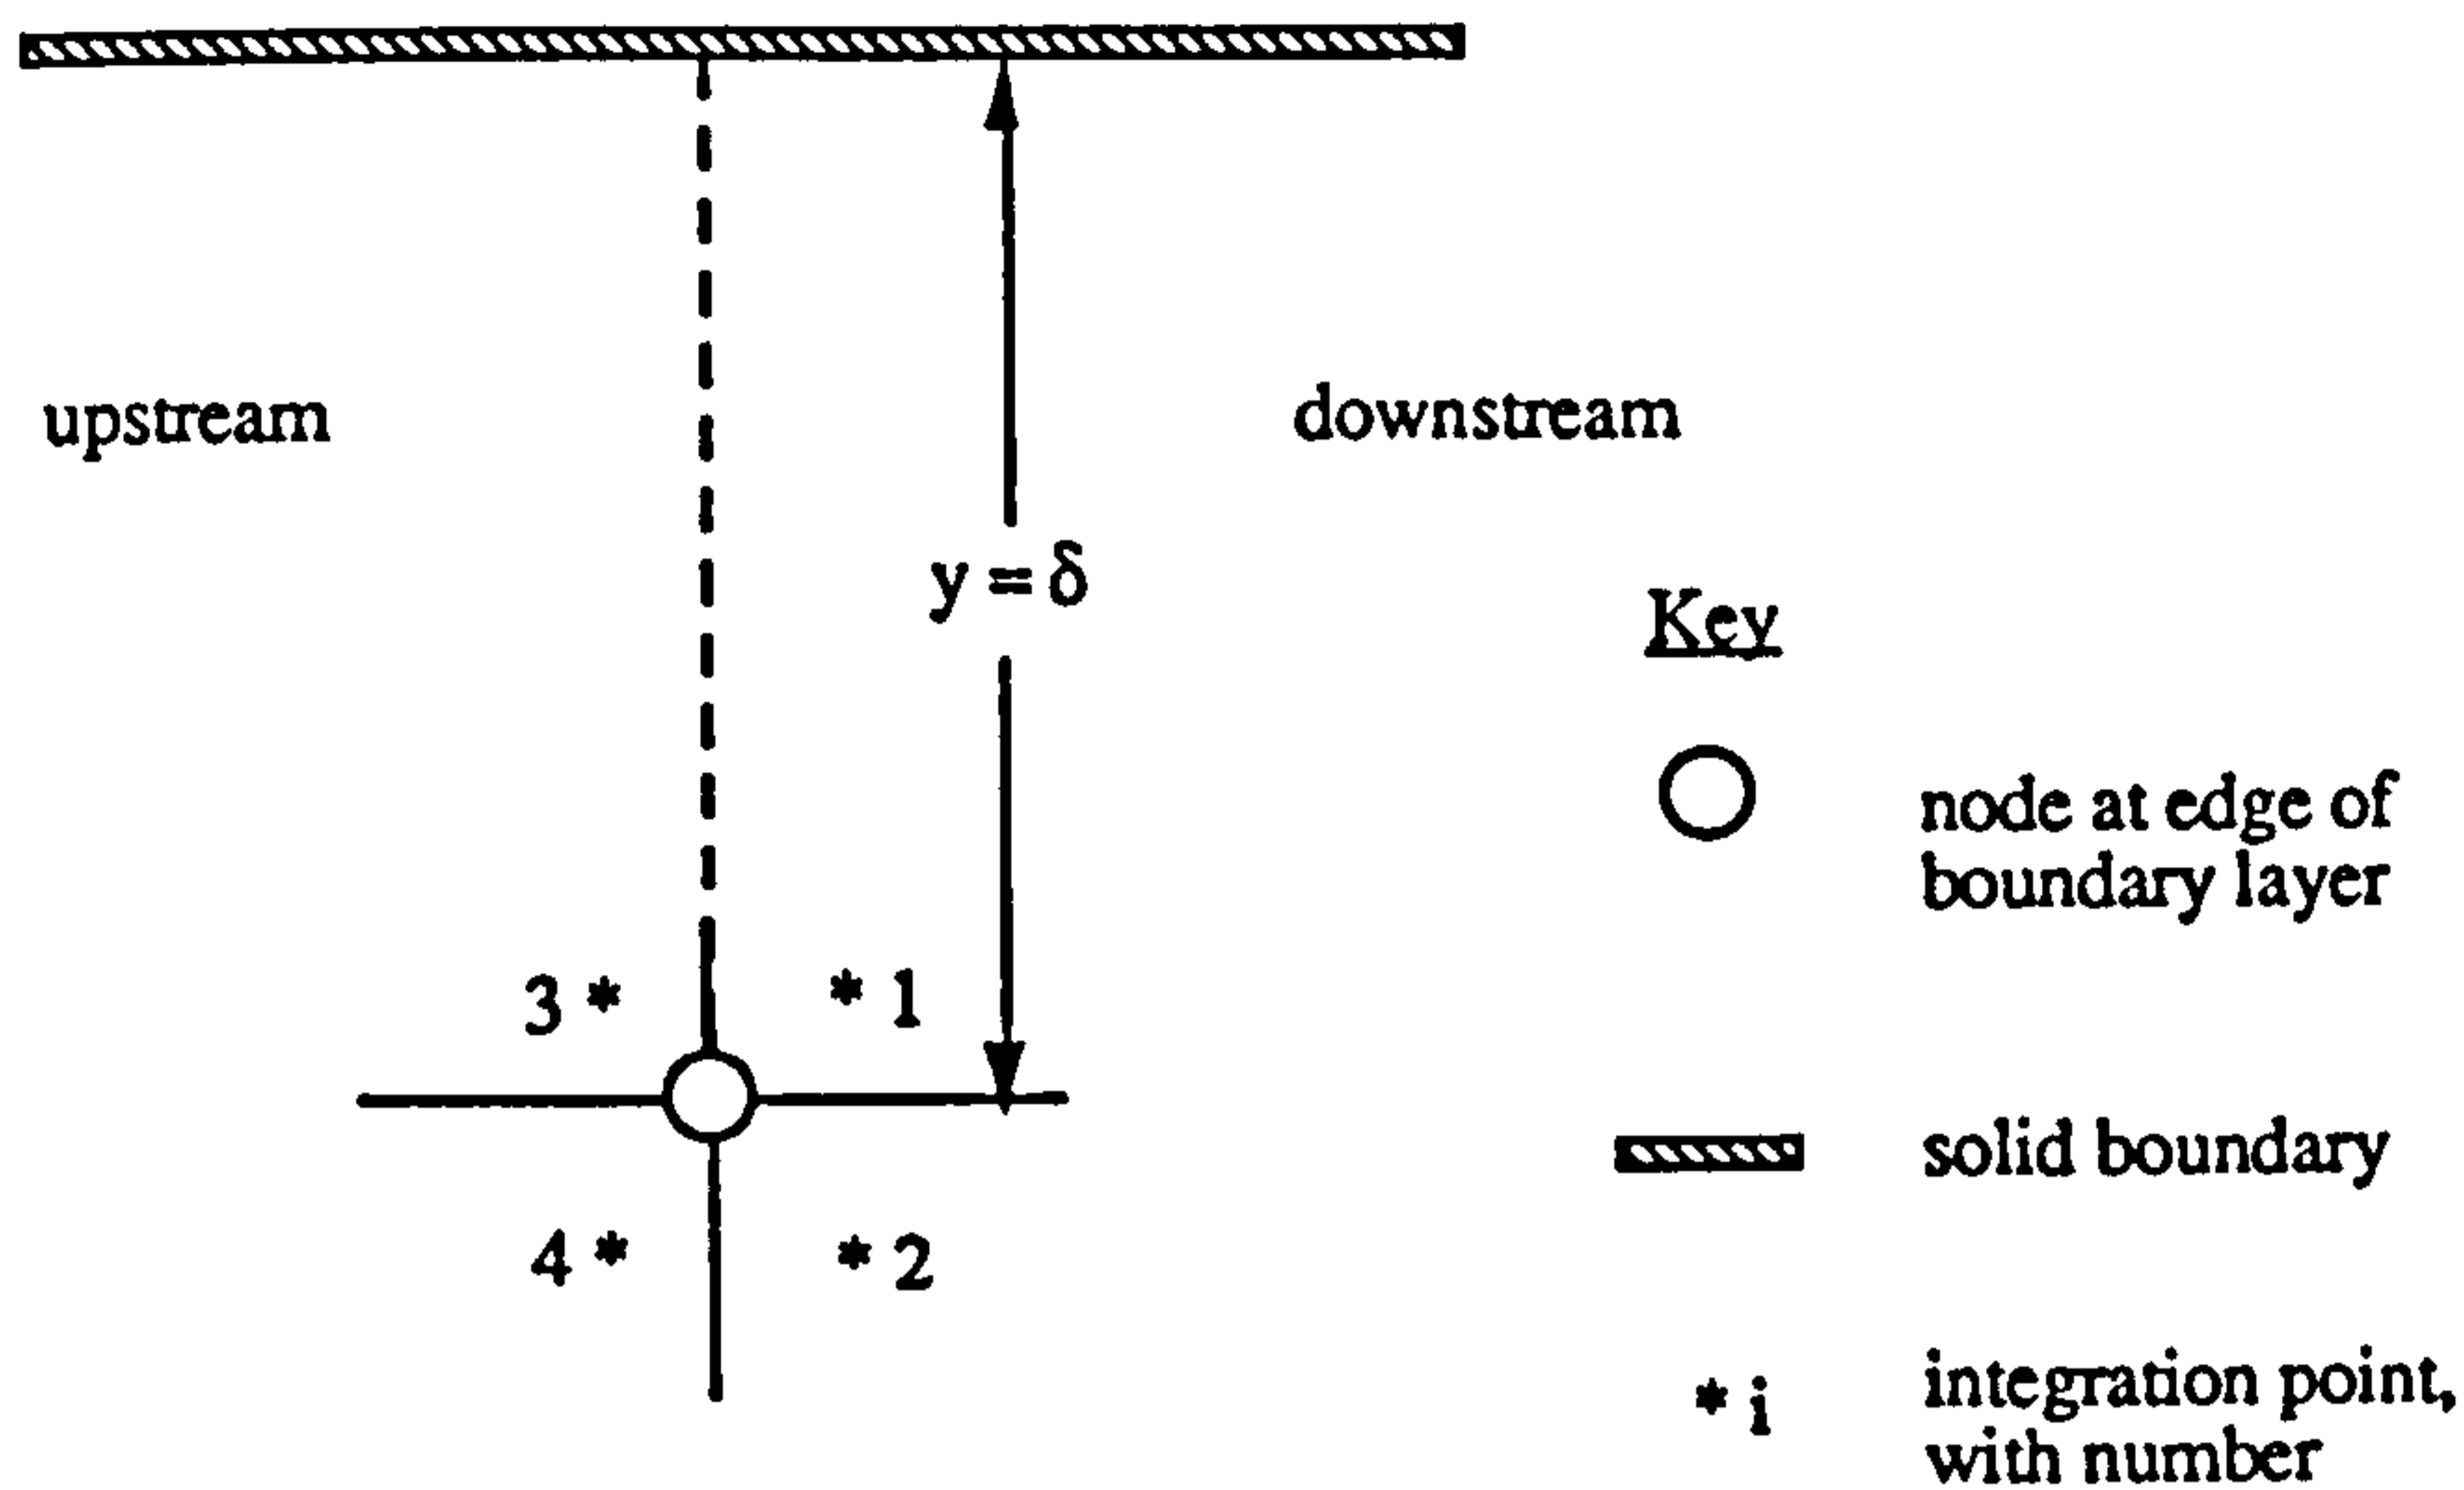 upstream
downstream
y = δ
Key
node at edge of
boundary layer
3 *
* 1
solid boundary
4 *
* 2
* i
integration point,
with number